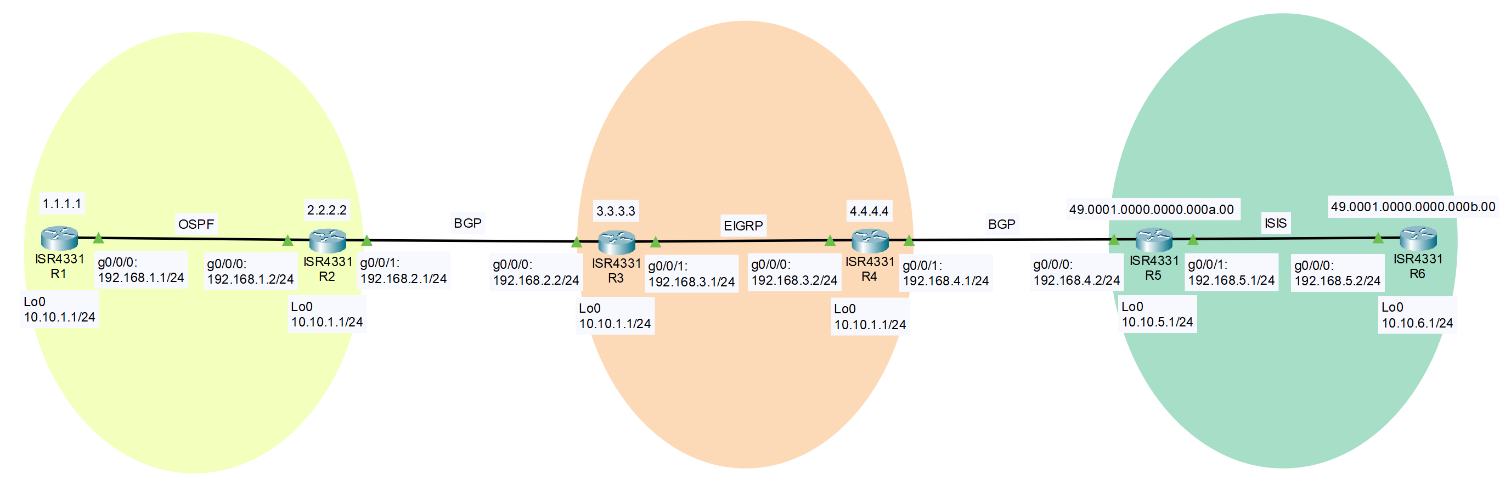 1.1.1.1
OSPF
2.2.2.2
BGP
3.3.3.3
EIGRP
4.4.4.4
BGP
49.0001.0000.0000.000a.00
ISIS
49.0001.0000.0000.000b.00
ISR4331
R1
g0/0/0:
192.168.1.1/24
g0/0/0:
192.168.1.2/24
ISR4331
R2
g0/0/1:
192.168.2.1/24
g0/0/0:
192.168.2.2/24
ISR4331
R3
g0/0/1:
192.168.3.1/24
g0/0/0:
192.168.3.2/24
ISR4331
R4
g0/0/1:
192.168.4.1/24
g0/0/0:
192.168.4.2/24
ISR4331
R5
g0/0/1:
192.168.5.1/24
g0/0/0:
192.168.5.2/24
ISR4331
R6
Lo0
10.10.1.1/24
Lo0
10.10.1.1/24
Lo0
10.10.1.1/24
Lo0
10.10.1.1/24
Lo0
10.10.5.1/24
Lo0
10.10.6.1/24